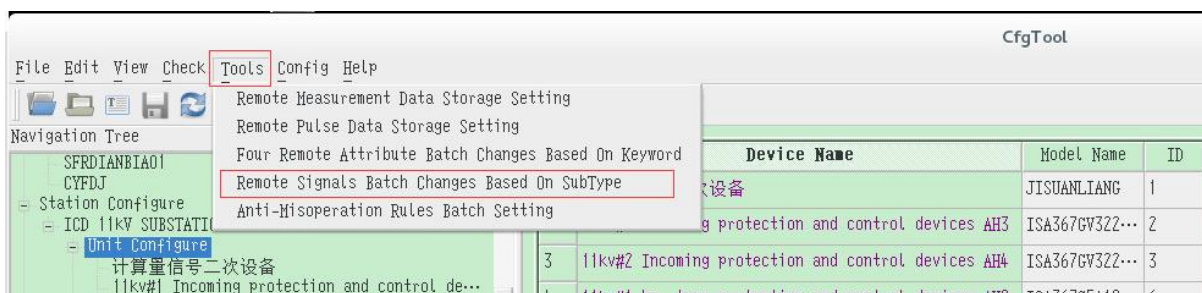 CfgTool
File Edit View Check Tools Config Help
Remote Measurement Data Storage Setting
Remote Pulse Data Storage Setting
Four Remote Attribute Batch Changes Based On Keyword
Remote Signals Batch Changes Based On SubType
Anti-Misoperation Rules Batch Setting
Navigation Tree
SFRDIANBIA01
CYFDJ
Station Configure
ICD 11kV SUBSTATI
Unit Configure
计算量信号二次设备
11kv#1 Incoming protection and control de…
Device Name Model Name ID
次设备 JISUANLIANG 1
g protection and control devices AH3 ISA367GV322… 2
3 11kv#2 Incoming protection and control devices AH4 ISA367GV322… 3